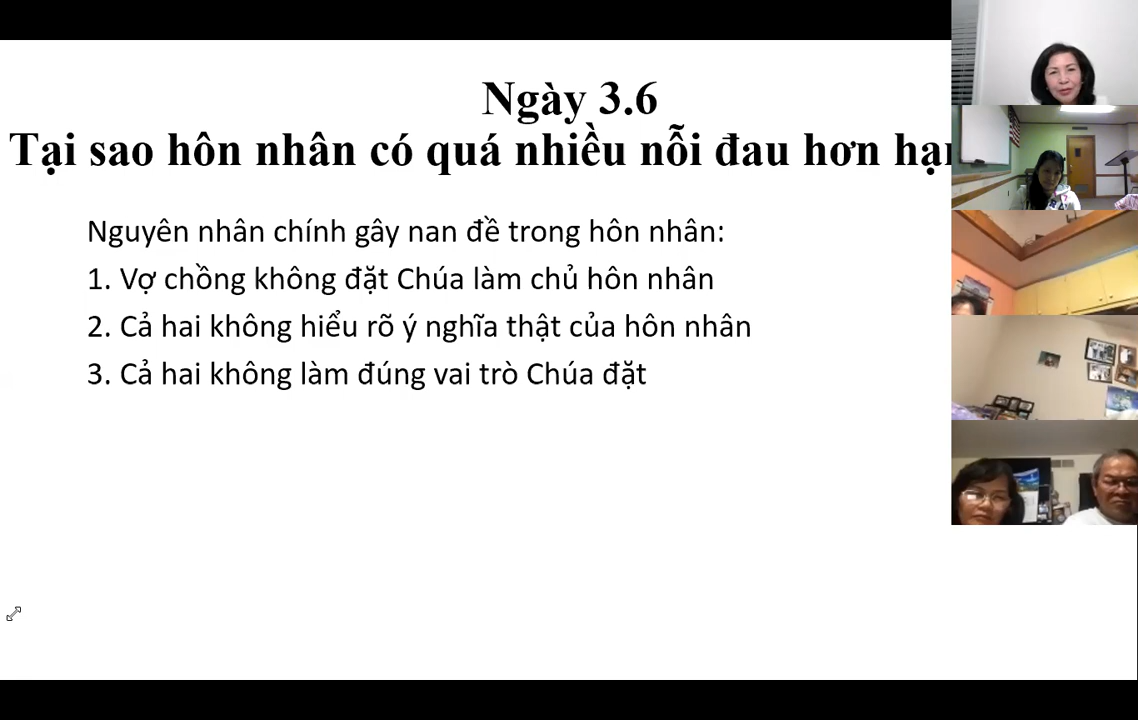 Ngày 3.6
Tại sao hôn nhân có quá nhiều nỗi đau hơn
Nguyên nhân chính gây nan đề trong hôn nhân:
1. Vợ chồng không đặt Chúa làm chủ hôn nhân
2. Cả hai không hiểu rõ ý nghĩa thật của hôn nhân
3. Cả hai không làm đúng vai trò Chúa đặt